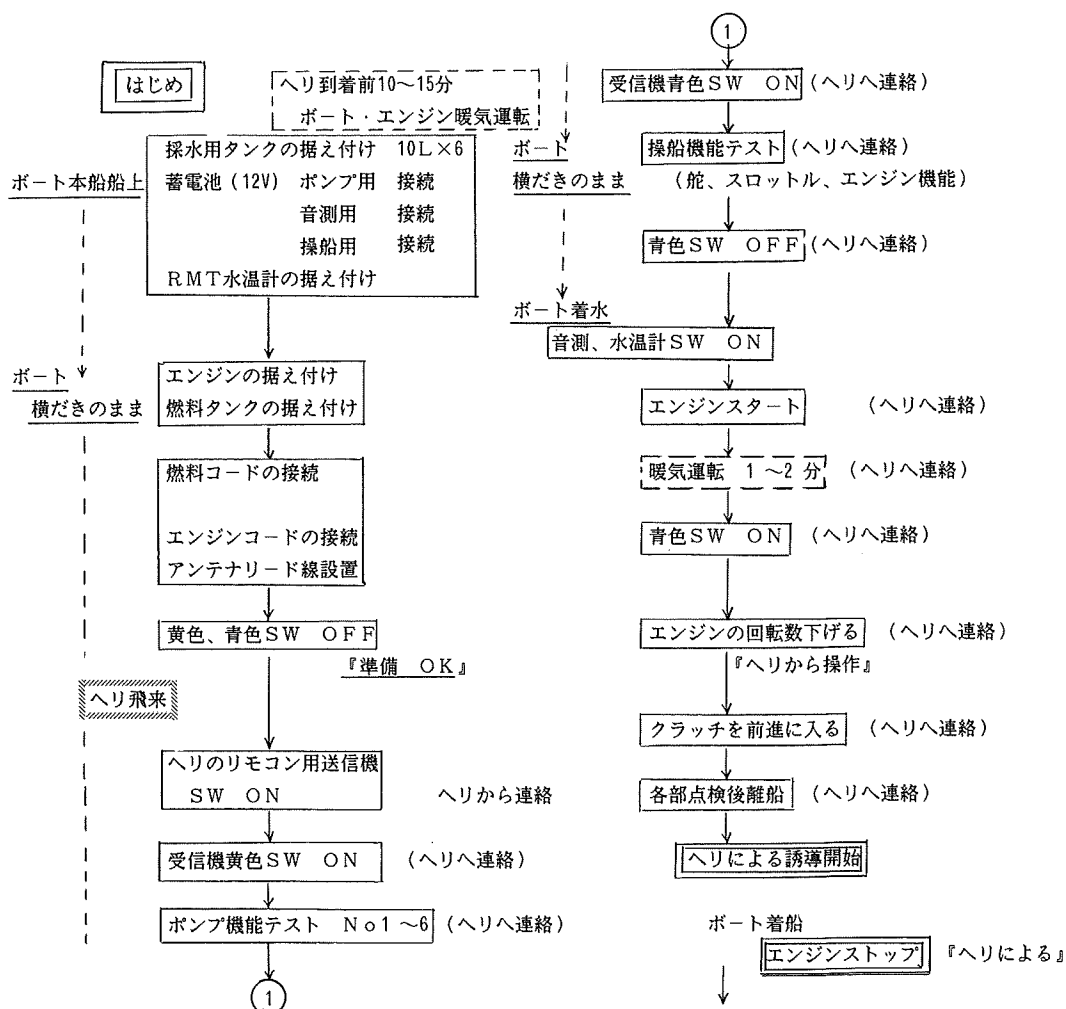 はじめ
ヘリ到着前10～15分
ボート・エンジン暖気運転
ボート本船船上
採水用タンクの据え付け 10L×6
蓄電池(12V) ポンプ用 接続
音測用 接続
操船用 接続
RMT水温計の据え付け
ボート
横だきのまま
エンジンの据え付け
燃料タンクの据え付け
燃料コードの接続
エンジンコードの接続
アンテナリード線設置
黄色、青色SW OFF
『準備 OK』
ヘリ飛来
ヘリのリモコン用送信機
SW ON ヘリから連絡
受信機黄色SW ON (ヘリへ連絡)
ポンプ機能テスト No1～6 (ヘリへ連絡)
1
1
受信機青色SW ON (ヘリへ連絡)
ボート
横だきのまま
操船機能テスト (ヘリへ連絡)
(舵、スロットル、エンジン機能)
青色SW OFF (ヘリへ連絡)
ボート着水
音測、水温計SW ON
エンジンスタート (ヘリへ連絡)
暖気運転 1～2分 (ヘリへ連絡)
青色SW ON (ヘリへ連絡)
エンジンの回転数下げる (ヘリへ連絡)
『ヘリから操作』
クラッチを前進に入る (ヘリへ連絡)
各部点検後離船 (ヘリへ連絡)
ヘリによる誘導開始
ボート着船
エンジンストップ 『ヘリによる』